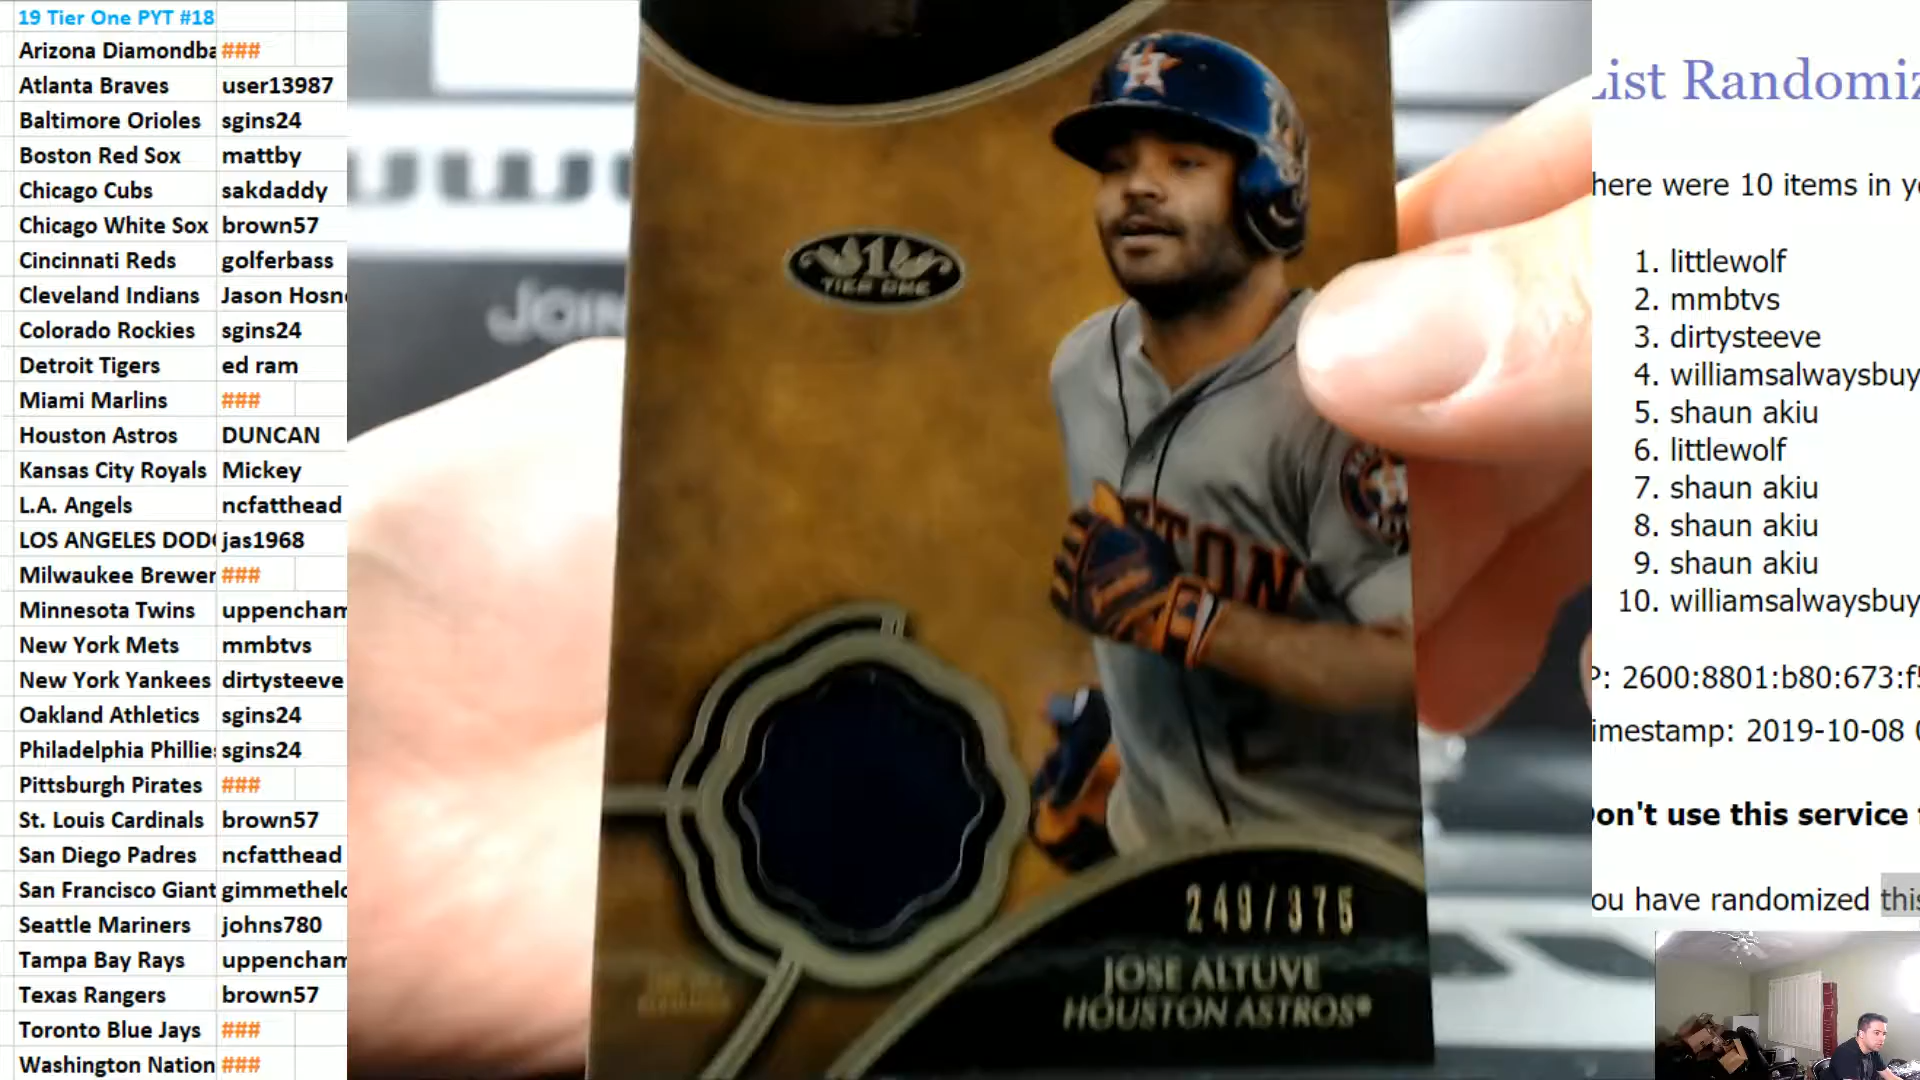 19 Tier One PYT #18
Arizona Diamondba ###
Atlanta Braves user13987
Baltimore Orioles sgins24
Boston Red Sox mattby
Chicago Cubs sakdaddy
Chicago White Sox brown57
Cincinnati Reds golferbass
Cleveland Indians Jason Hosn
Colorado Rockies sgins24
Detroit Tigers ed ram
Miami Marlins ###
Houston Astros DUNCAN
Kansas City Royals Mickey
L.A. Angels ncfatthead
LOS ANGELES DOD jas1968
Milwaukee Brewer ###
Minnesota Twins uppencham
New York Mets mmbtvs
New York Yankees dirtysteeve
Oakland Athletics sgins24
Philadelphia Phillie sgins24
Pittsburgh Pirates ###
St. Louis Cardinals brown57
San Diego Padres ncfatthead
San Francisco Giant gimmethelo
Seattle Mariners johns780
Tampa Bay Rays uppencham
Texas Rangers brown57
Toronto Blue Jays ###
Washington Nation ###
JOIN
H
1
TIER ONE
STON
249/375
JOSE ALTUVE
HOUSTON ASTROS®
List Randomiz
here were 10 items in y
1. littlewolf
2. mmbtvs
3. dirtysteeve
4. williamsalwaysbuy
5. shaun akiu
6. littlewolf
7. shaun akiu
8. shaun akiu
9. shaun akiu
10. williamsalwaysbuy
P: 2600:8801:b80:673:f5
imestamp: 2019-10-08 0
on't use this service f
ou have randomized this